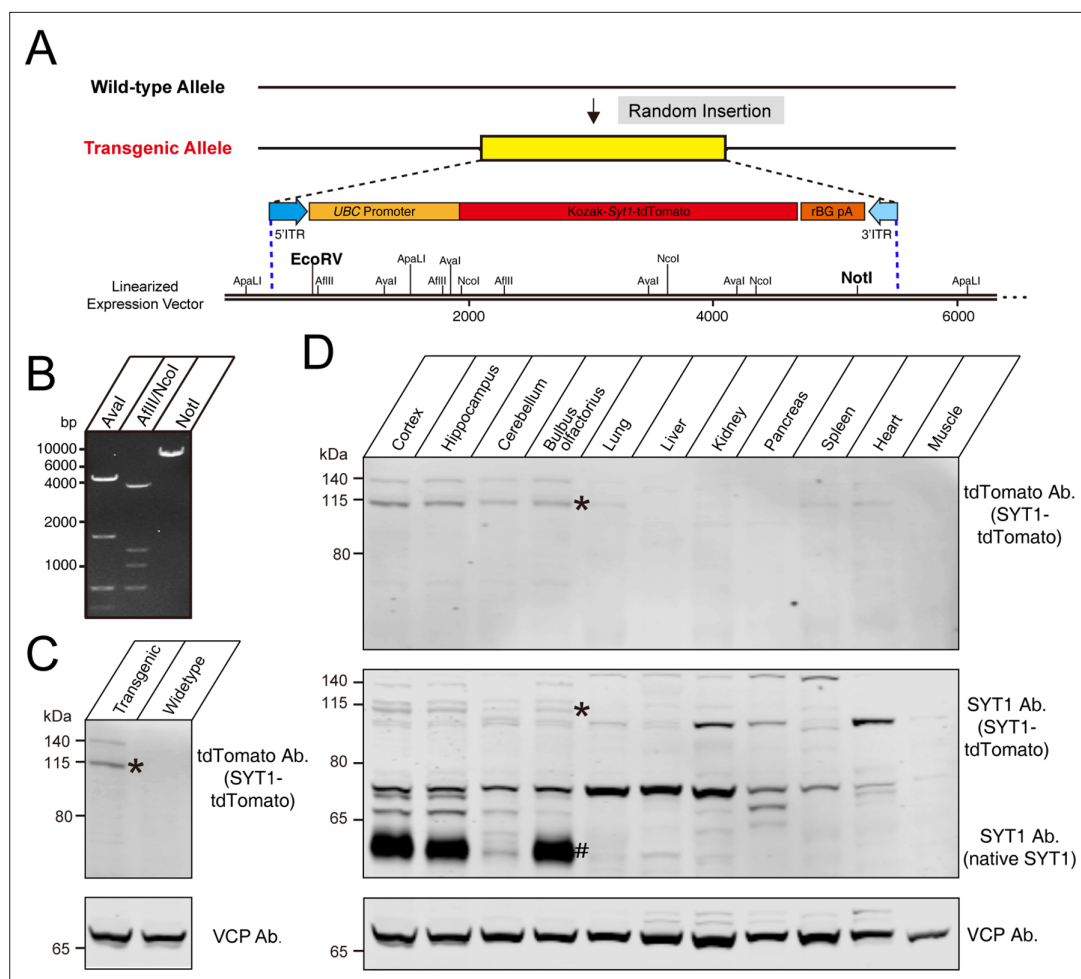 A
Wild-type Allele
Random Insertion
Transgenic Allele
UBC Promoter
Kozak-Syt1-tdTomato
rBG pA
5'ITR
3'ITR
EcoRV
ApaLI
AvaI
NcoI
NotI
ApaLI
AflII
AvaI
AflII
NcoI
AflII
AvaI
AvaI
NcoI
ApaLI
Linearized
Expression Vector
2000
4000
6000
B
AvaI
AflII/NcoI
NotI
bp
10000
6000
4000
2000
1000
C
Transgenic
Widetype
kDa
140
115
*
80
tdTomato Ab.
(SYT1-
tdTomato)
65
VCP Ab.
D
Cortex
Hippocampus
Cerebellum
Bulbus
olfactorius
Lung
Liver
Kidney
Pancreas
Spleen
Heart
Muscle
kDa
140
115
*
80
tdTomato Ab.
(SYT1-
tdTomato)
140
115
*
80
65
#
SYT1 Ab.
(SYT1-
tdTomato)
SYT1 Ab.
(native SYT1)
65
VCP Ab.